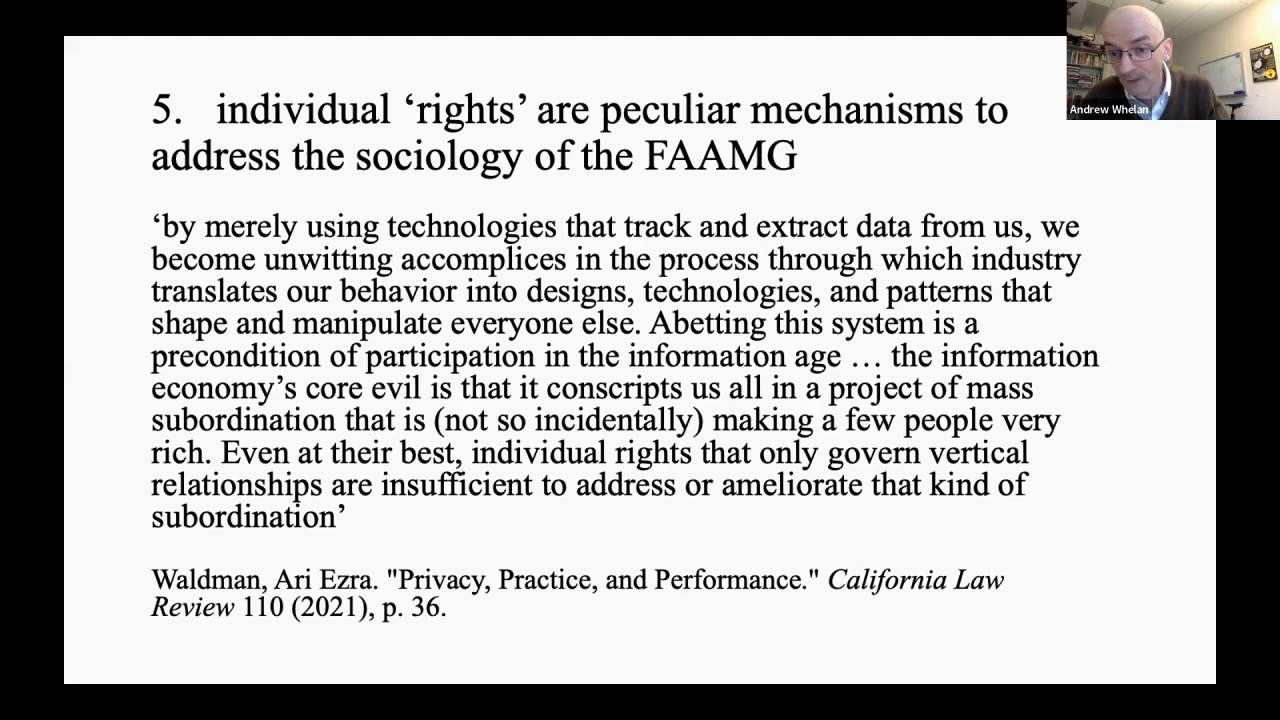 5. individual ‘rights’ are peculiar mechanisms to
address the sociology of the FAAMG
‘by merely using technologies that track and extract data from us, we
become unwitting accomplices in the process through which industry
translates our behavior into designs, technologies, and patterns that
shape and manipulate everyone else. Abetting this system is a
precondition of participation in the information age … the information
economy’s core evil is that it conscripts us all in a project of mass
subordination that is (not so incidentally) making a few people very
rich. Even at their best, individual rights that only govern vertical
relationships are insufficient to address or ameliorate that kind of
subordination’
Waldman, Ari Ezra. "Privacy, Practice, and Performance." California Law
Review 110 (2021), p. 36.
Andrew Whelan